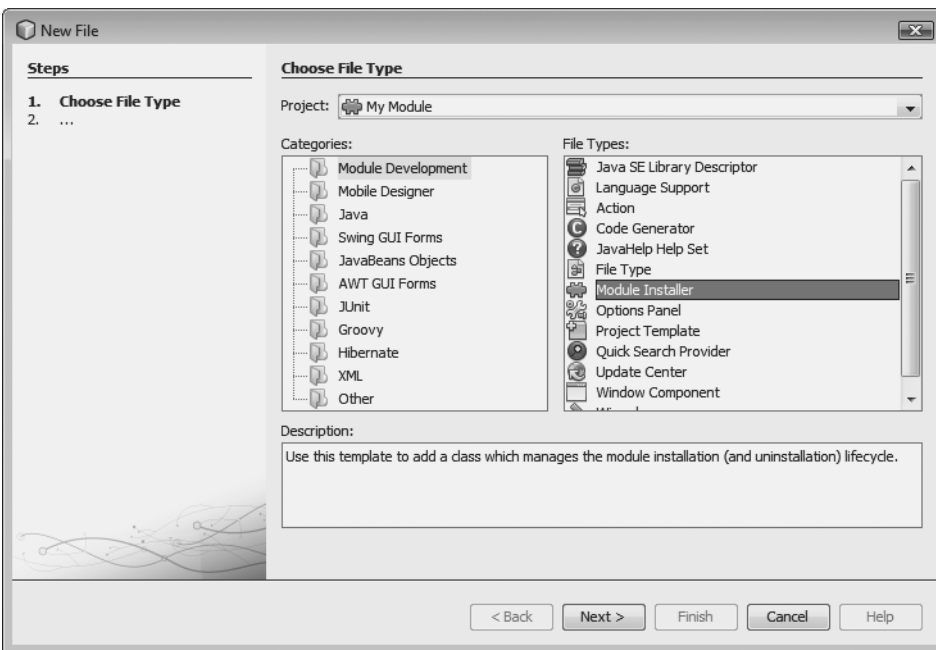 New File
Steps
1. Choose File Type
2. ...
Choose File Type
Project: My Module
Categories:
Module Development
Mobile Designer
Java
Swing GUI Forms
JavaBeans Objects
AWT GUI Forms
JUnit
Groovy
Hibernate
XML
Other
File Types:
Java SE Library Descriptor
Language Support
Action
Code Generator
JavaHelp Help Set
File Type
Module Installer
Options Panel
Project Template
Quick Search Provider
Update Center
Window Component
Description:
Use this template to add a class which manages the module installation (and uninstallation) lifecycle.
< Back
Next >
Finish
Cancel
Help